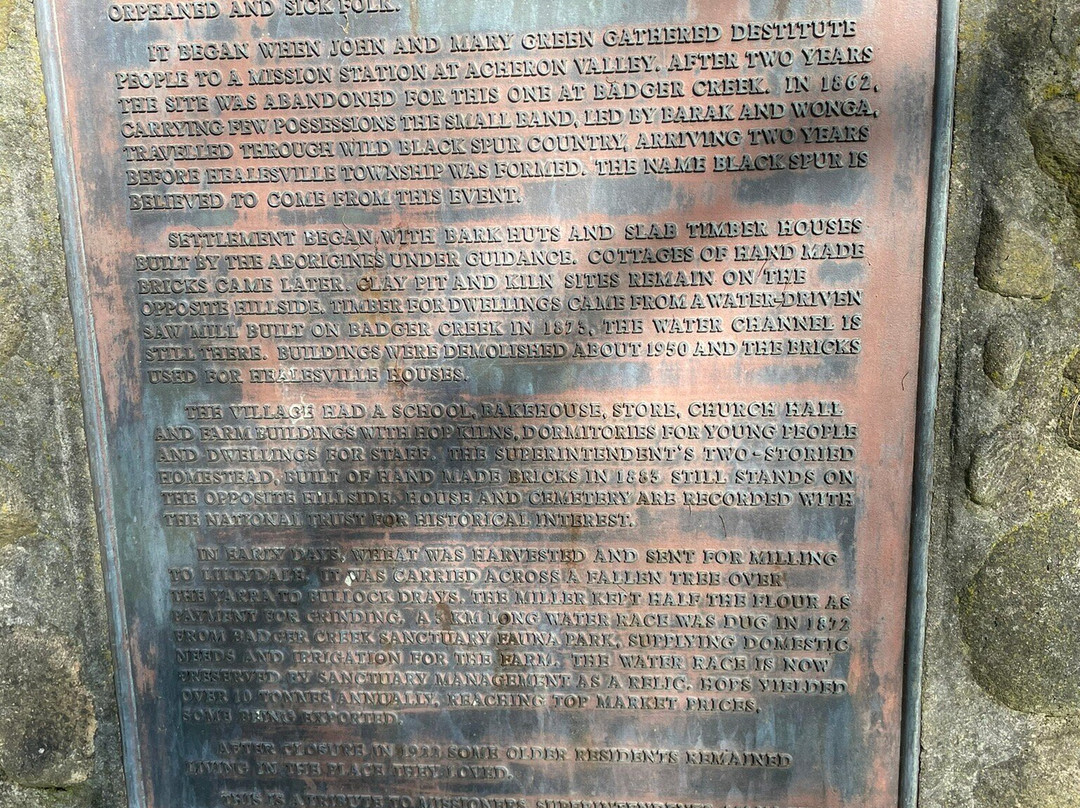 ORPHANED AND SICK FOLK.
IT BEGAN WHEN JOHN AND MARY GREEN GATHERED DESTITUTE
PEOPLE TO A MISSION STATION AT ACHERON VALLEY. AFTER TWO YEARS
THE SITE WAS ABANDONED FOR THIS ONE AT BADGER CREEK. IN 1862,
CARRYING FEW POSSESSIONS THE SMALL BAND, LED BY BARAK AND WONGA,
TRAVELLED THROUGH WILD BLACK SPUR COUNTRY, ARRIVING TWO YEARS
BEFORE HEALESVILLE TOWNSHIP WAS FORMED. THE NAME BLACK SPUR IS
BELIEVED TO COME FROM THIS EVENT.
SETTLEMENT BEGAN WITH BARK HUTS AND SLAB TIMBER HOUSES
BUILT BY THE ABORIGINES UNDER GUIDANCE. COTTAGES OF HAND MADE
BRICKS CAME LATER. CLAY PIT AND KILN SITES REMAIN ON THE
OPPOSITE HILLSIDE. TIMBER FOR DWELLINGS CAME FROM A WATER-DRIVEN
SAW MILL BUILT ON BADGER CREEK IN 1873. THE WATER CHANNEL IS
STILL THERE. BUILDINGS WERE DEMOLISHED ABOUT 1950 AND THE BRICKS
USED FOR HEALESVILLE HOUSES.
THE VILLAGE HAD A SCHOOL, BAKEHOUSE, STORE, CHURCH HALL
AND FARM BUILDINGS WITH HOP KILNS, DORMITORIES FOR YOUNG PEOPLE
AND DWELLINGS FOR STAFF. THE SUPERINTENDENT'S TWO-STORIED
HOMESTEAD, BUILT OF HAND MADE BRICKS IN 1883 STILL STANDS ON
THE OPPOSITE HILLSIDE. HOUSE AND CEMETERY ARE RECORDED WITH
THE NATIONAL TRUST FOR HISTORICAL INTEREST.
IN EARLY DAYS, WHEAT WAS HARVESTED AND SENT FOR MILLING
TO LILLYDALE. IT WAS CARRIED ACROSS A FALLEN TREE OVER
THE YARRA TO BULLOCK DRAYS. THE MILLER KEPT HALF THE FLOUR AS
PAYMENT FOR GRINDING. A KM LONG WATER RACE WAS DUG IN 1872
FROM BADGER CREEK SANCTUARY FAUNA PARK, SUPPLYING DOMESTIC
NEEDS AND IRRIGATION FOR THE FARM. THE WATER RACE IS NOW
PRESERVED BY SANCTUARY MANAGEMENT AS A RELIC. HOPS YIELDED
OVER 10 TONNES ANNUALLY, REACHING TOP MARKET PRICES,
SOME BEING EXPORTED.
AFTER CLOSURE IN SOME OLDER RESIDENTS REMAINED
LIVING IN THE PLACE THEY LOVED.
THIS IS A TRIBUTE TO MISSIONERS, SUPERINTENDENTS,